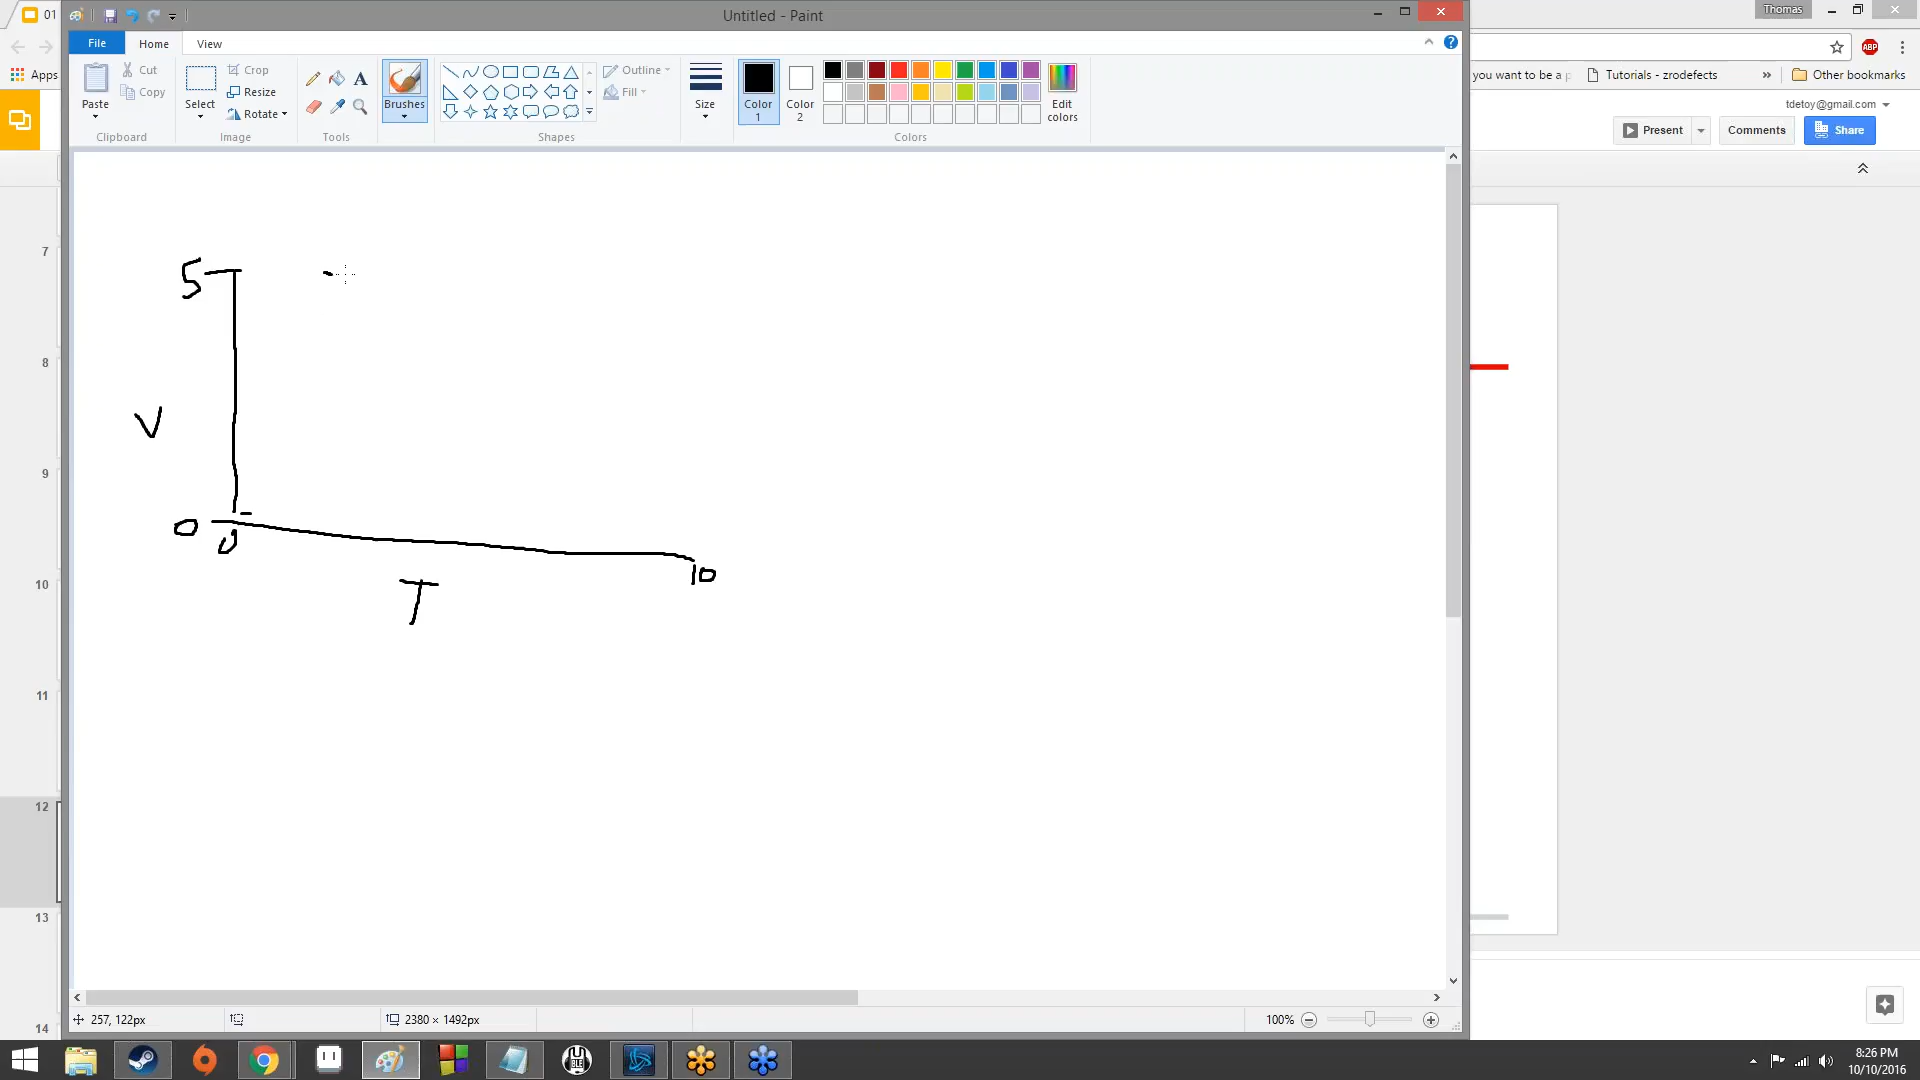 01
Untitled - Paint
Thomas
File
Home
View
Apps
Paste
Cut
Copy
Clipboard
Select
Crop
Resize
Rotate
Image
Tools
Brushes
Shapes
Outline
Fill
Size
Color 1
Color 2
Colors
Edit colors
ABP
you want to be a p
Tutorials - zrodefects
»
Other bookmarks
tdetoy@gmail.com
Present
Comments
Share
7
8
9
10
11
12
13
14
5
V
0
0
10
T
257, 122px
2380 × 1492px
100%
8:26 PM
10/10/2016